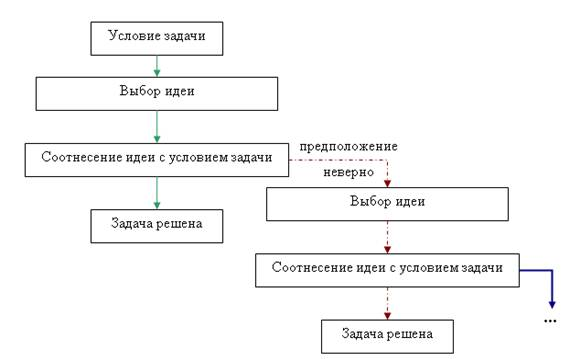 Условие задачи
Выбор идеи
Соотнесение идеи с условием задачи
предположение
неверно
Задача решена
Выбор идеи
Соотнесение идеи с условием задачи
...
Задача решена